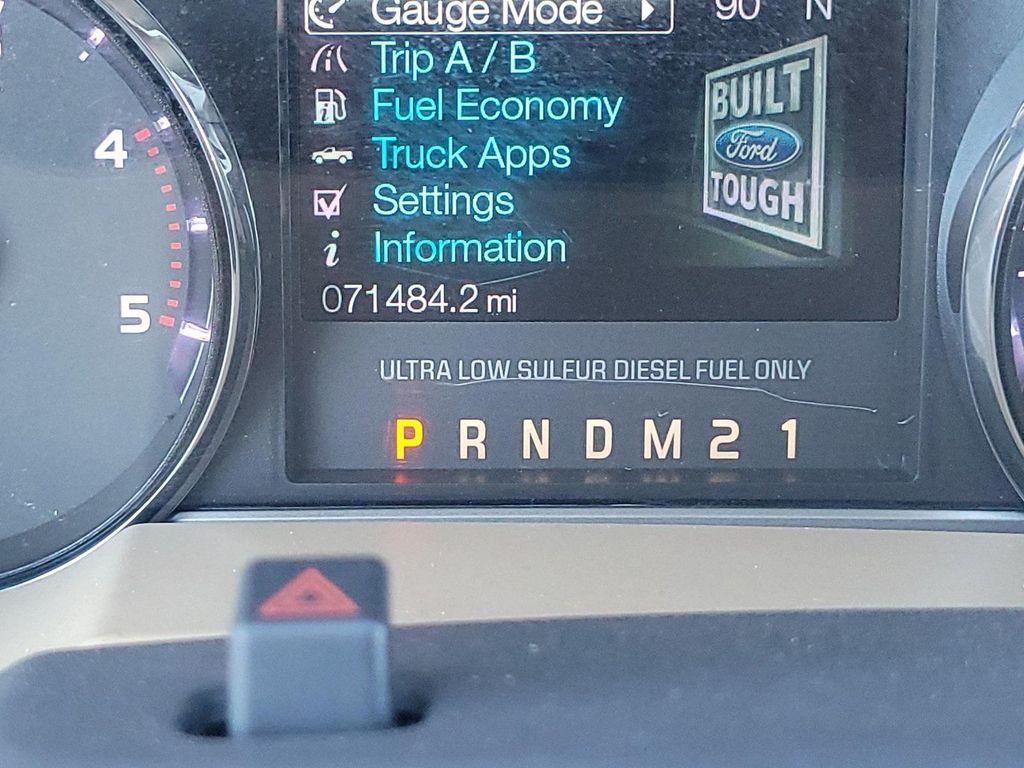 Gauge Mode
90° N
Trip A / B
Fuel Economy
Truck Apps
Settings
Information
071484.2 mi
BUILT
Ford
TOUGH
4
5
ULTRA LOW SULFUR DIESEL FUEL ONLY
P R N D M 2 1